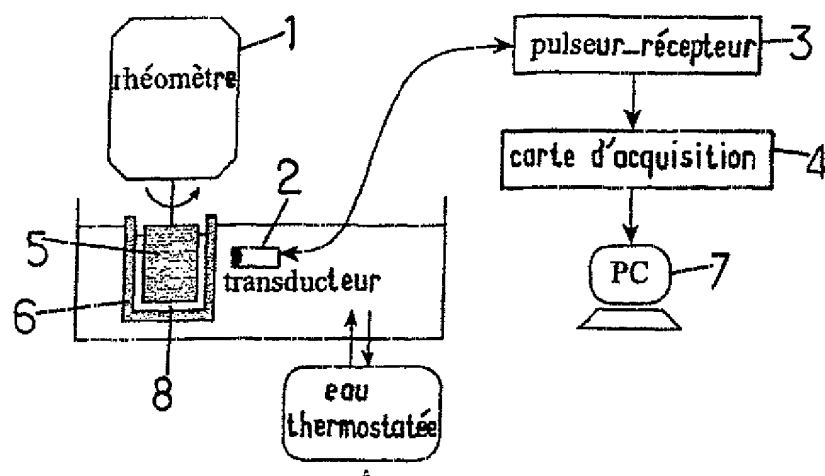 1
rhéomètre
pulseur_récepteur
3
carte d'acquisition
4
2
5
transducteur
PC
7
6
8
eau
thermostatée